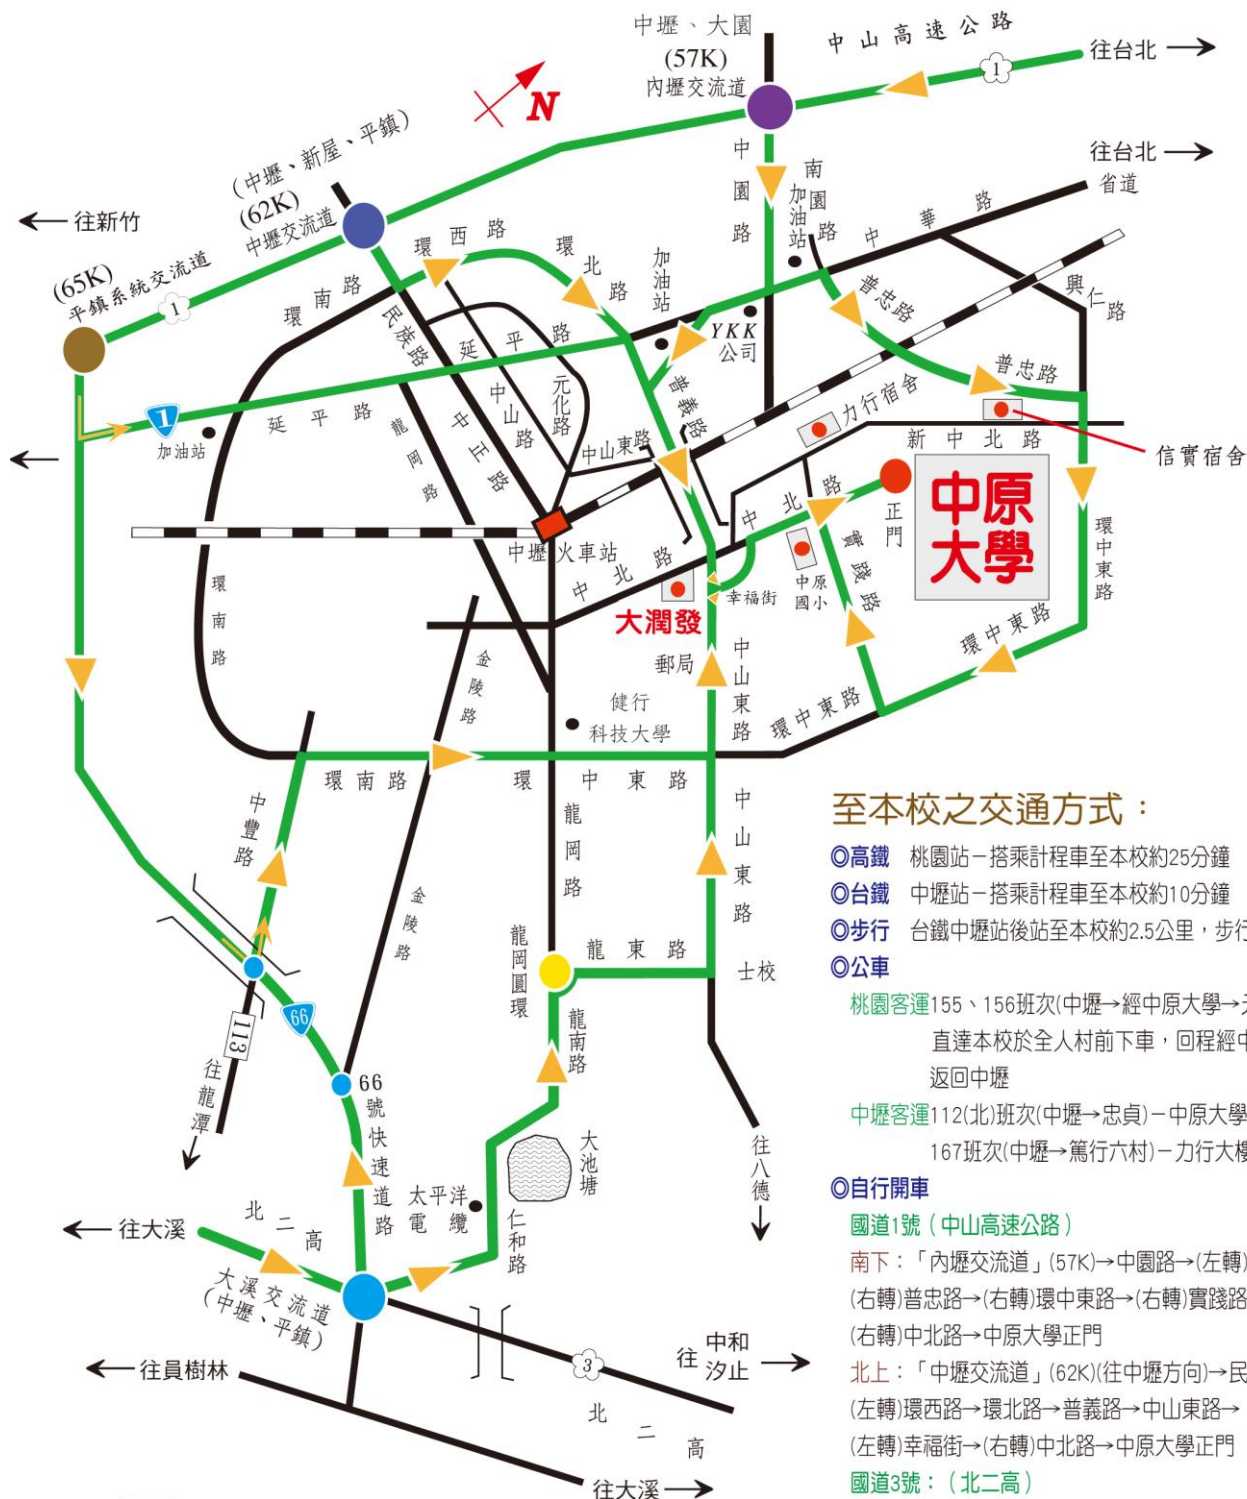 中壢、大園
(57K)
內壢交流道
中山高速公路
1
往台北
N
往台北
省道
(中壢、新屋、平鎮)
(62K)
中壢交流道
往新竹
(65K)
平鎮系統交流道
1
環西路
環北路
中園路
南園路
加油站
中華路
加油站
YKK
公司
普忠路
興仁路
環南路
民族路
延平路
中山路
元化路
普義路
力行宿舍
普忠路
1
加油站
延平路
龍岡路
中正路
中山東路
新中北路
信實宿舍
中原
大學
正門
中北路
環中東路
中壢火車站
中北路
大潤發
幸福街
中原
國小
實踐路
環南路
金陵路
郵局
中山東路
環中東路
健行
科技大學
環中東路
環南路
環中東路
中豐路
金陵路
龍岡路
中山東路
龍岡圓環
龍東路
士校
66
113
往龍潭
66號快速道路
龍南路
大池塘
太平洋
電纜
仁和路
往八德
往大溪
北二高
大溪交流道
(中壢、平鎮)
往員樹林
3
往 中和
汐止
北二高
往大溪
至本校之交通方式：
◎高鐵 桃園站－搭乘計程車至本校約25分鐘
◎台鐵 中壢站－搭乘計程車至本校約10分鐘
◎步行 台鐵中壢站後站至本校約2.5公里，步行
◎公車
桃園客運155、156班次(中壢→經中原大學→
直達本校於全人村前下車，回程經中
返回中壢
中壢客運112(北)班次(中壢→忠貞)－中原大學
167班次(中壢→篤行六村)－力行大樓
◎自行開車
國道1號（中山高速公路）
南下：「內壢交流道」(57K)→中園路→(左轉)
(右轉)普忠路→(右轉)環中東路→(右轉)實踐路
(右轉)中北路→中原大學正門
北上：「中壢交流道」(62K)(往中壢方向)→民
(左轉)環西路→環北路→普義路→中山東路→
(左轉)幸福街→(右轉)中北路→中原大學正門
國道3號：（北二高）